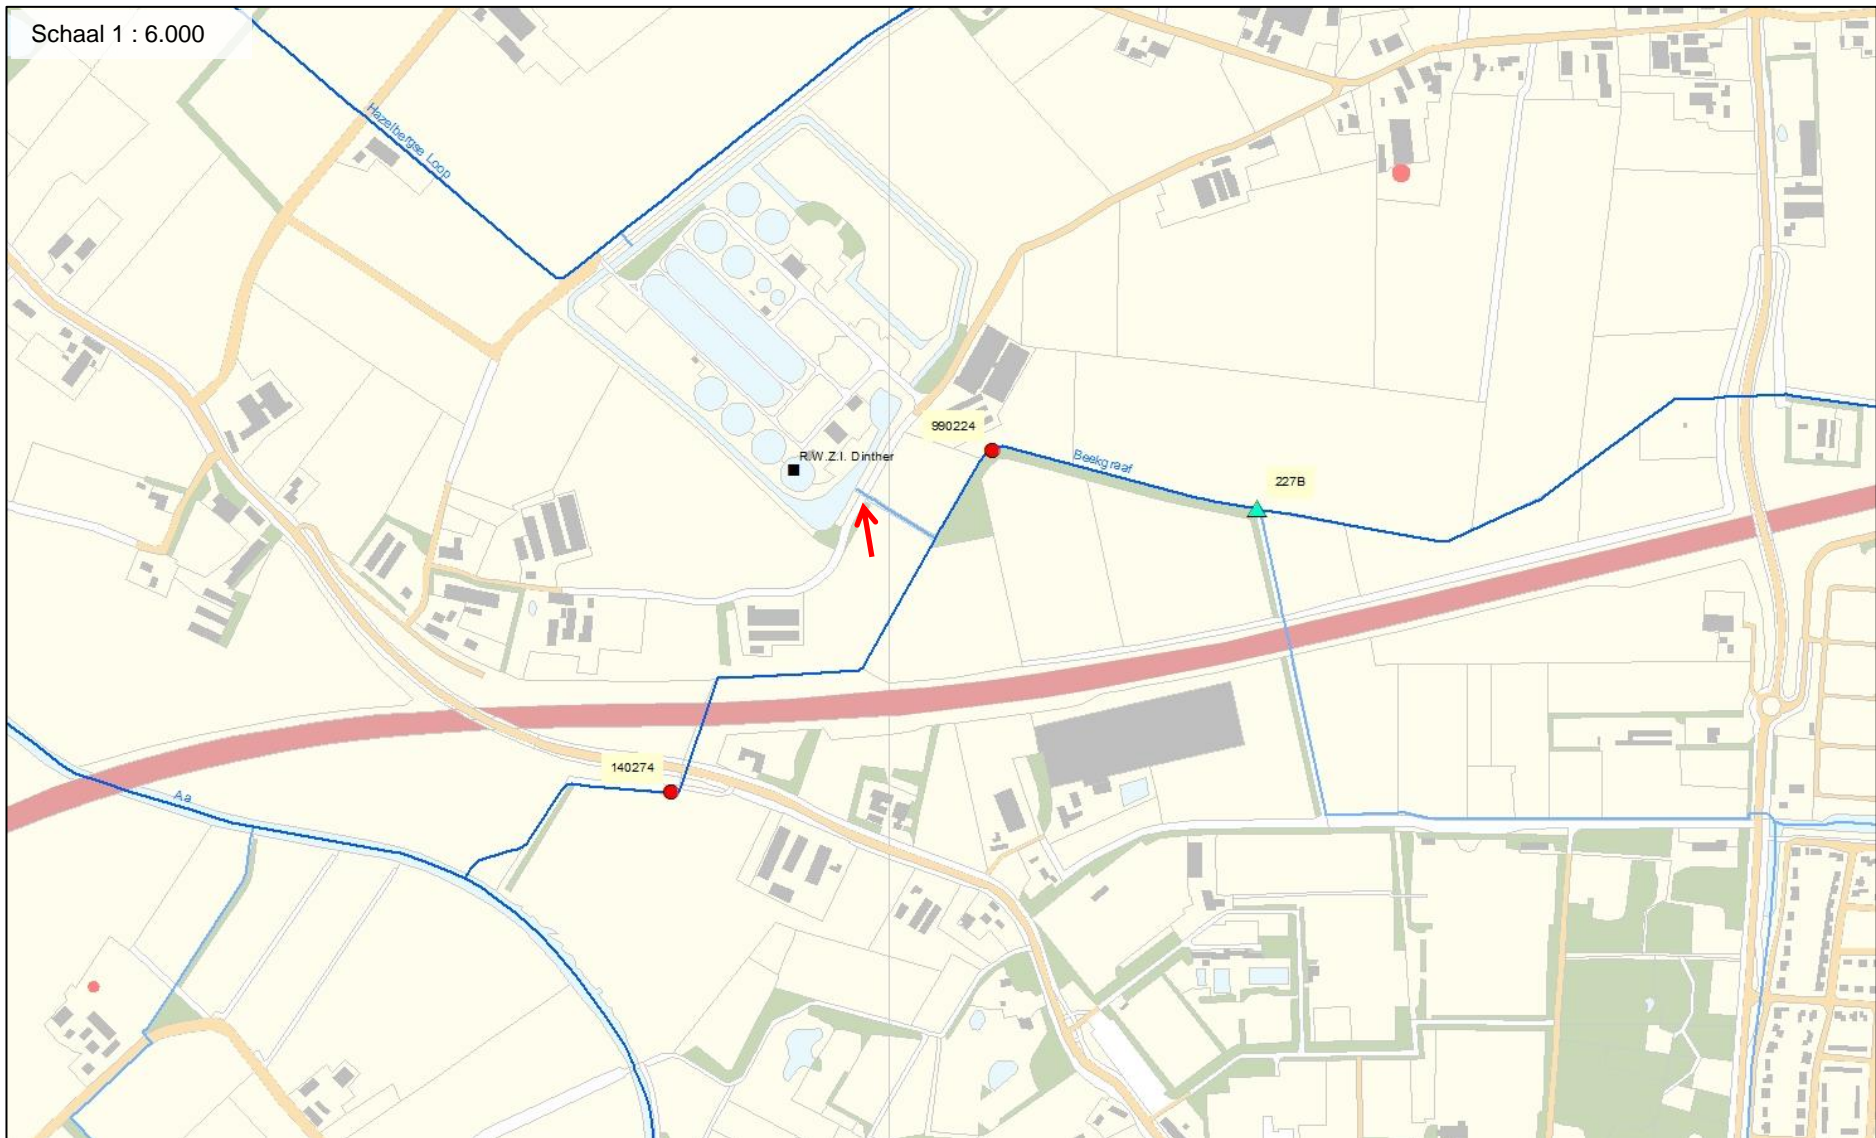 Schaal 1 : 6.000
Hazelbergse Loop
990224
R.W.Z.I. Dinther
Beekgraaf
227B
140274
Aa